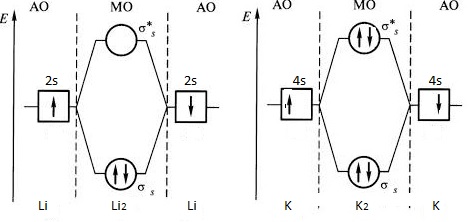 AO MO AO
E
σ*s
2s 2s
σs
Li Li2 Li
AO MO AO
E
σ*s
4s 4s
σs
K K2 K